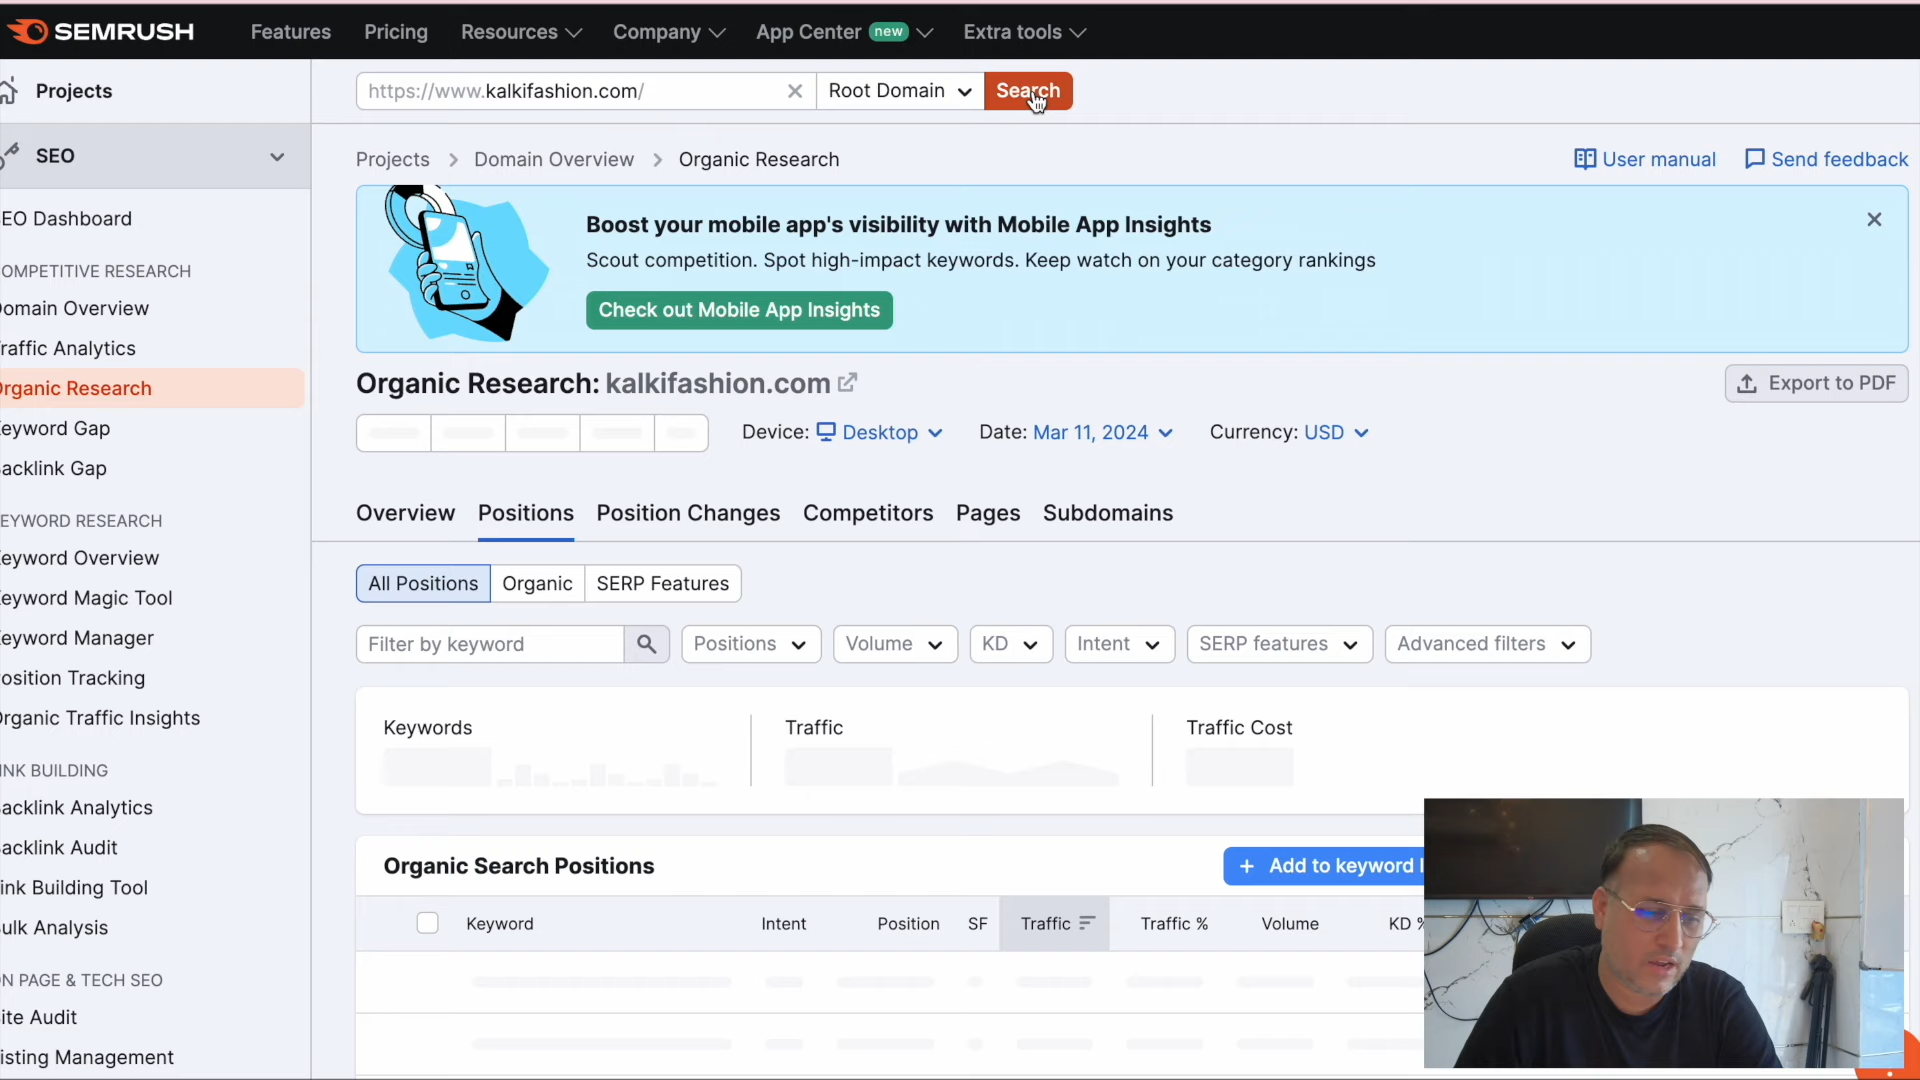 SEMRUSH
Features
Pricing
Resources
Company
App Center new
Extra tools
Projects
https://www.kalkifashion.com/
Root Domain
Search
SEO
Projects > Domain Overview > Organic Research
User manual
Send feedback
EO Dashboard
Boost your mobile app's visibility with Mobile App Insights
Scout competition. Spot high-impact keywords. Keep watch on your category rankings
Check out Mobile App Insights
OMPETITIVE RESEARCH
Domain Overview
raffic Analytics
Organic Research
eyword Gap
Backlink Gap
Organic Research: kalkifashion.com
Export to PDF
Device: Desktop
Date: Mar 11, 2024
Currency: USD
EYWORD RESEARCH
eyword Overview
eyword Magic Tool
eyword Manager
osition Tracking
Organic Traffic Insights
Overview
Positions
Position Changes
Competitors
Pages
Subdomains
All Positions
Organic
SERP Features
Filter by keyword
Positions
Volume
KD
Intent
SERP features
Advanced filters
Keywords
Traffic
Traffic Cost
INK BUILDING
Backlink Analytics
Backlink Audit
ink Building Tool
ulk Analysis
Organic Search Positions
+ Add to keyword l
Keyword
Intent
Position
SF
Traffic
Traffic %
Volume
KD %
N PAGE & TECH SEO
ite Audit
isting Management